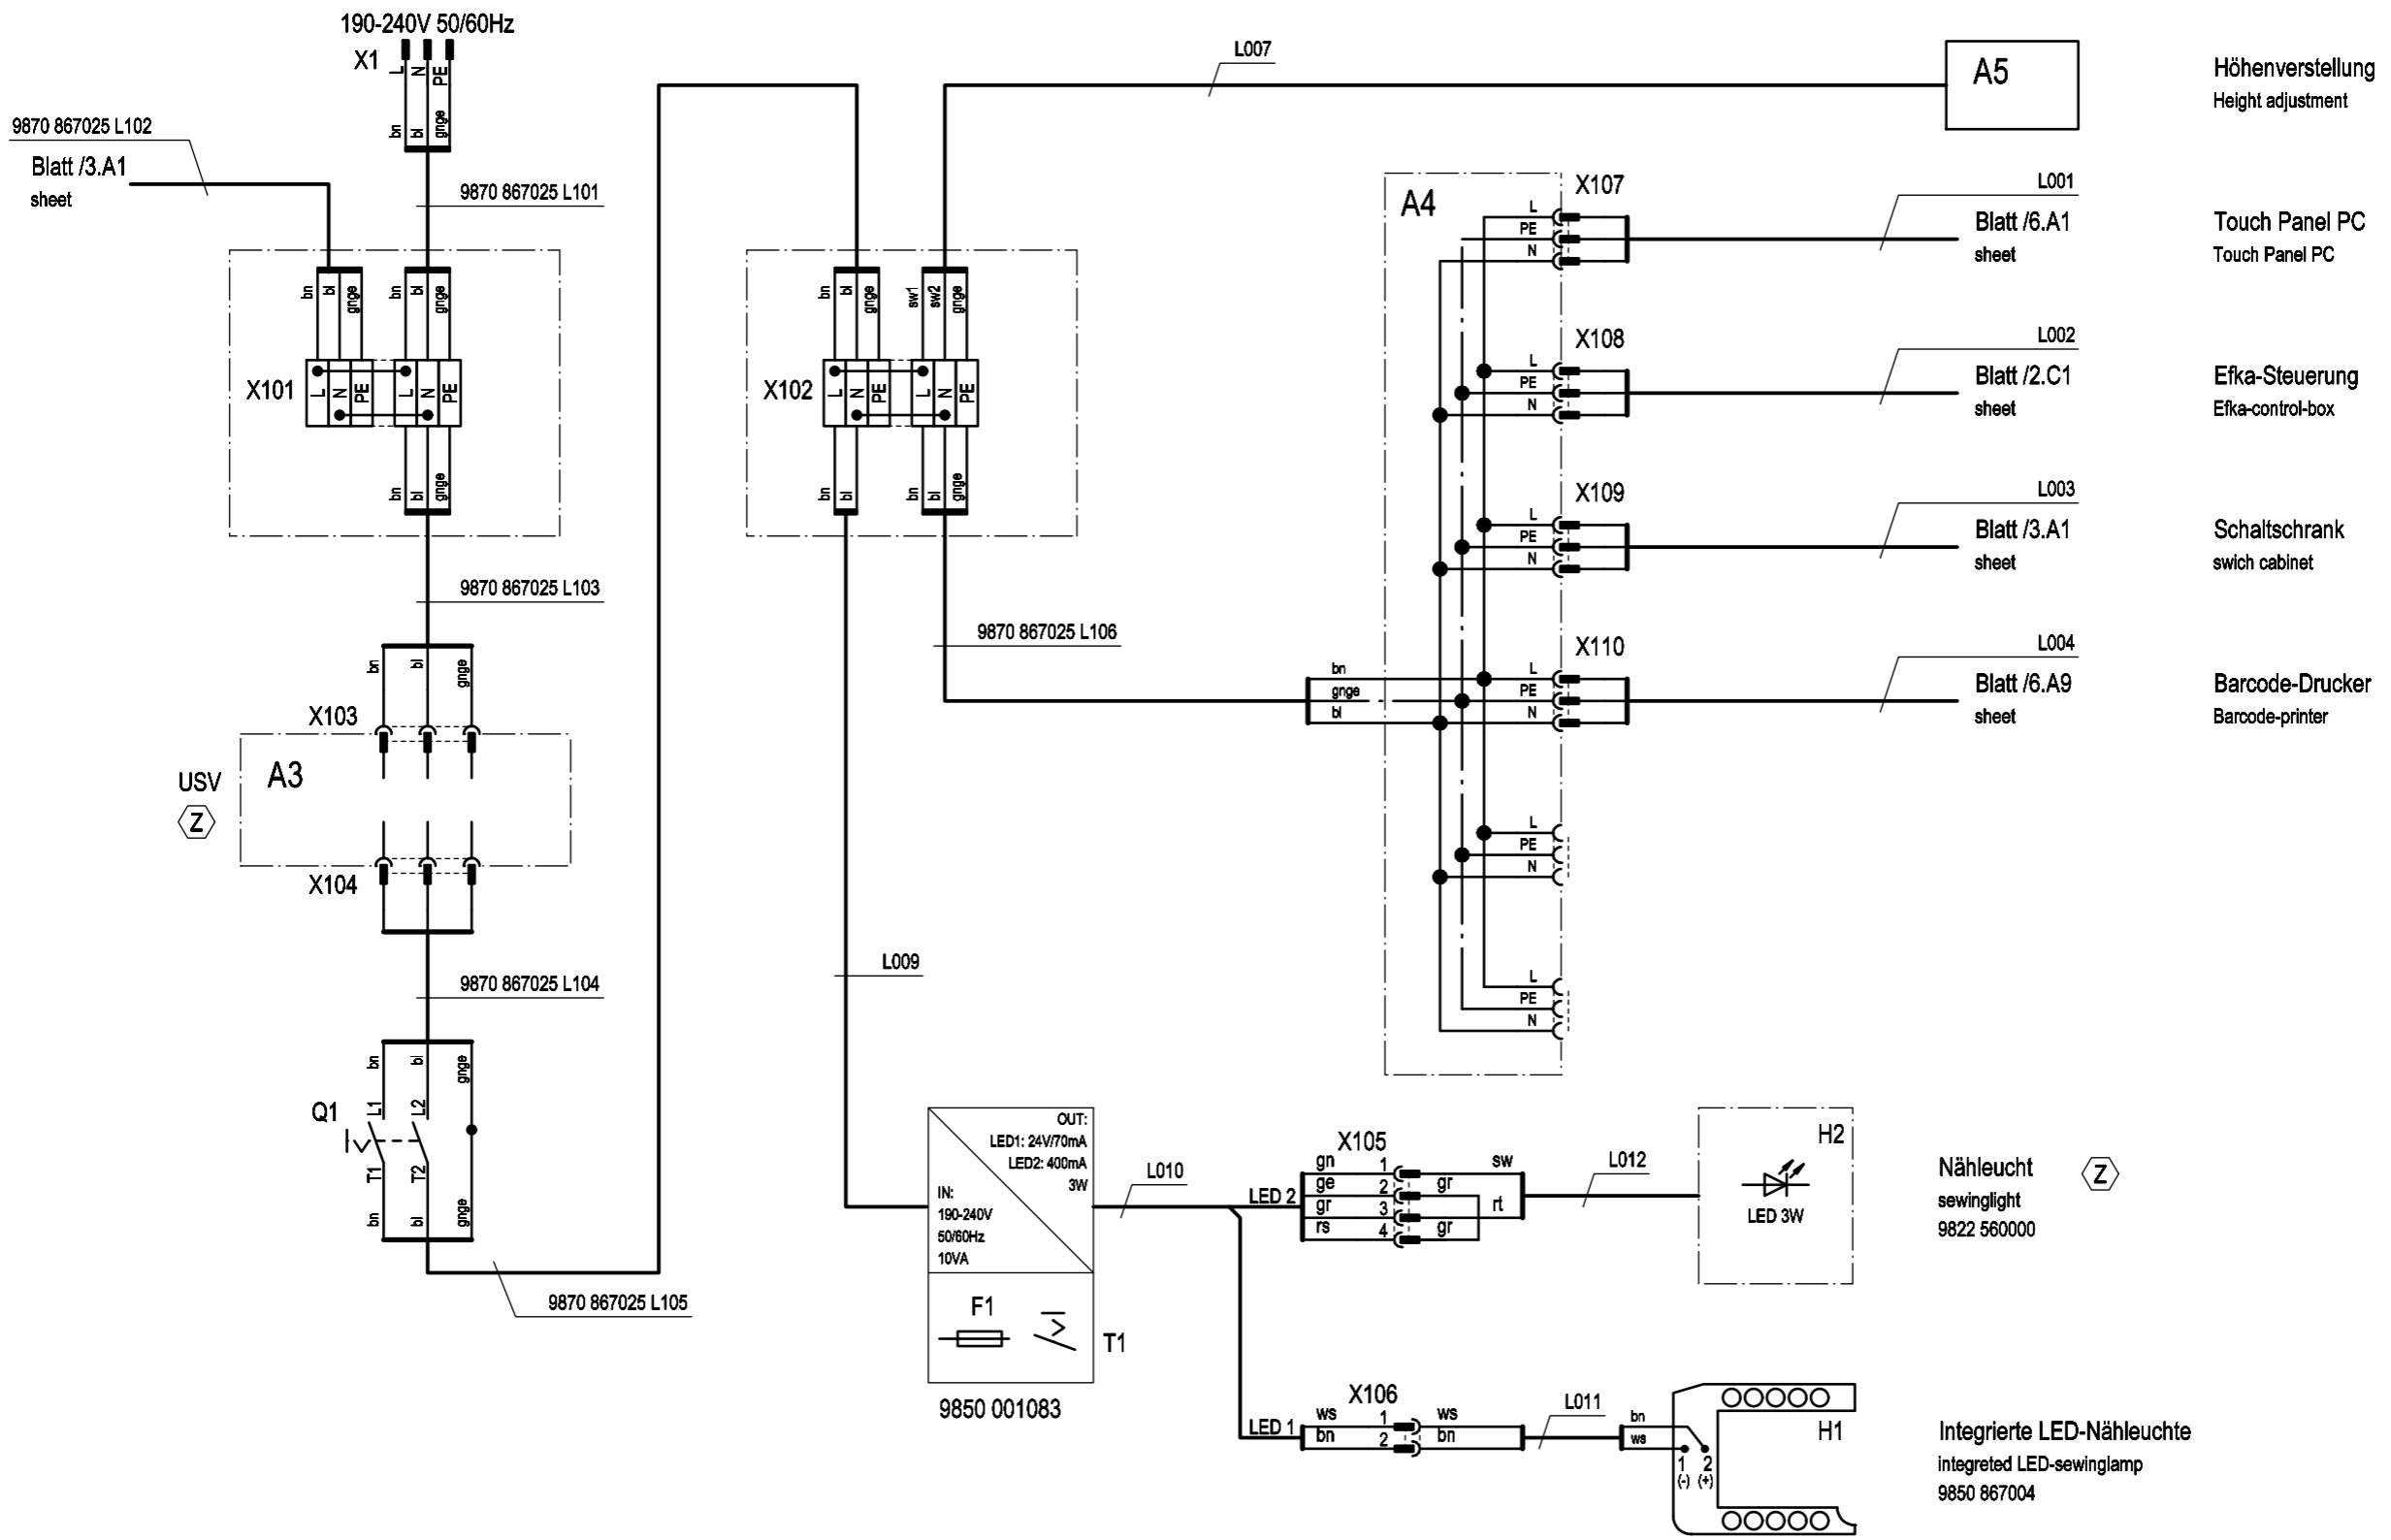 190-240V 50/60Hz
X1
L
N
PE
bn
bl
gnge
9870 867025 L102
Blatt /3.A1
sheet
9870 867025 L101
bn
bl
gnge
bn
bl
gnge
X101
L
N
PE
L
N
PE
bn
bl
gnge
9870 867025 L103
bn
bl
gnge
X103
USV
Z
A3
X104
9870 867025 L104
bn
bl
gnge
Q1
L1
L2
T1
T2
bn
bl
gnge
9870 867025 L105
bn
bl
gnge
sw1
sw2
gnge
X102
L
N
PE
L
N
PE
bn
bl
bn
bl
gnge
L007
A5
Höhenverstellung
Height adjustment
9870 867025 L106
L009
A4
bn
gnge
bl
X107
L
PE
N
L001
Blatt /6.A1
sheet
Touch Panel PC
Touch Panel PC
X108
L
PE
N
L002
Blatt /2.C1
sheet
Efka-Steuerung
Efka-control-box
X109
L
PE
N
L003
Blatt /3.A1
sheet
Schaltschrank
swich cabinet
X110
L
PE
N
L004
Blatt /6.A9
sheet
Barcode-Drucker
Barcode-printer
L
PE
N
L
PE
N
OUT:
LED1: 24V/70mA
LED2: 400mA
3W
IN:
190-240V
50/60Hz
10VA
F1
T1
9850 001083
L010
LED 2
X105
gn 1 sw
ge 2 gr
gr 3 rt
rs 4 gr
L012
H2
LED 3W
Nähleucht
Z
sewinglight
9822 560000
LED 1
X106
ws 1 ws
bn 2 bn
L011
bn
ws
1 2
(-) (+)
H1
Integrierte LED-Nähleuchte
integreted LED-sewinglamp
9850 867004